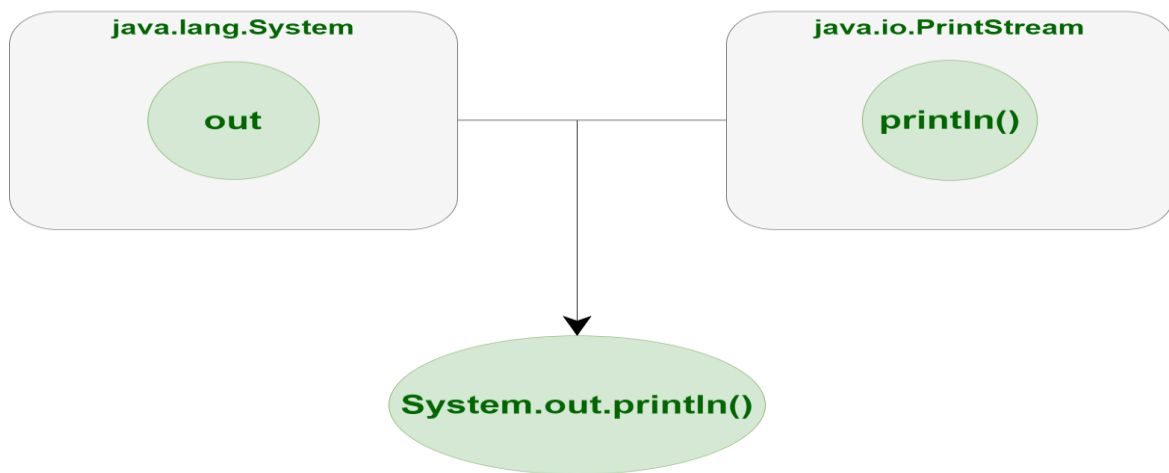 java.lang.System
java.io.PrintStream
out
println()
System.out.println()